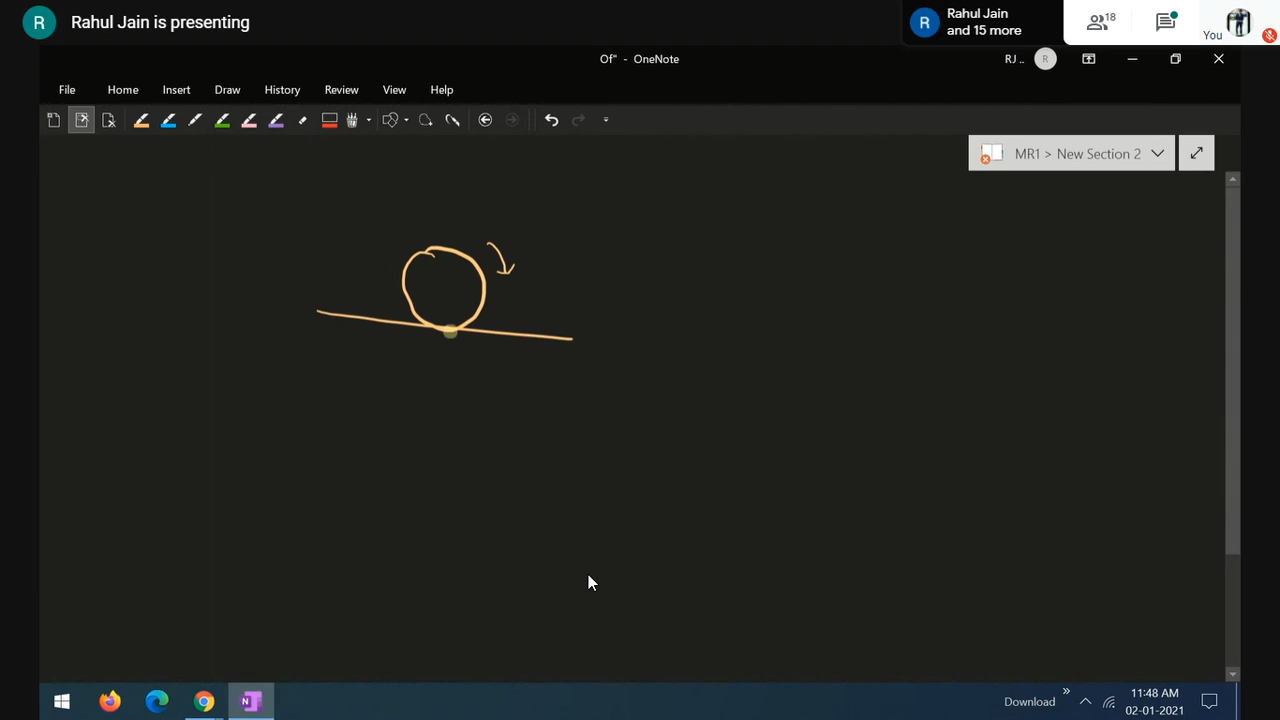 R Rahul Jain is presenting
R Rahul Jain
and 15 more
18
You
Of" - OneNote
RJ ..
R
File Home Insert Draw History Review View Help
MR1 > New Section 2
N
Download
»
11:48 AM
02-01-2021